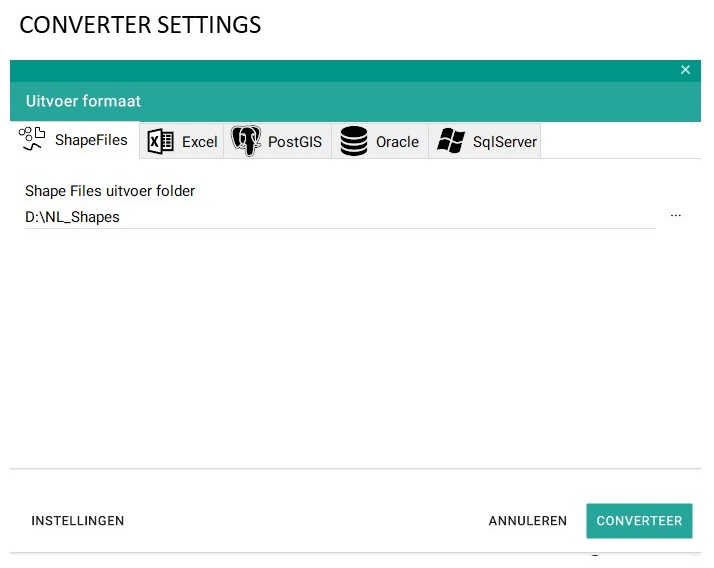 CONVERTER SETTINGS
Uitvoer formaat
ShapeFiles Excel PostGIS Oracle SqlServer
Shape Files uitvoer folder
D:\NL_Shapes ...
INSTELLINGEN ANNULEREN CONVERTEER